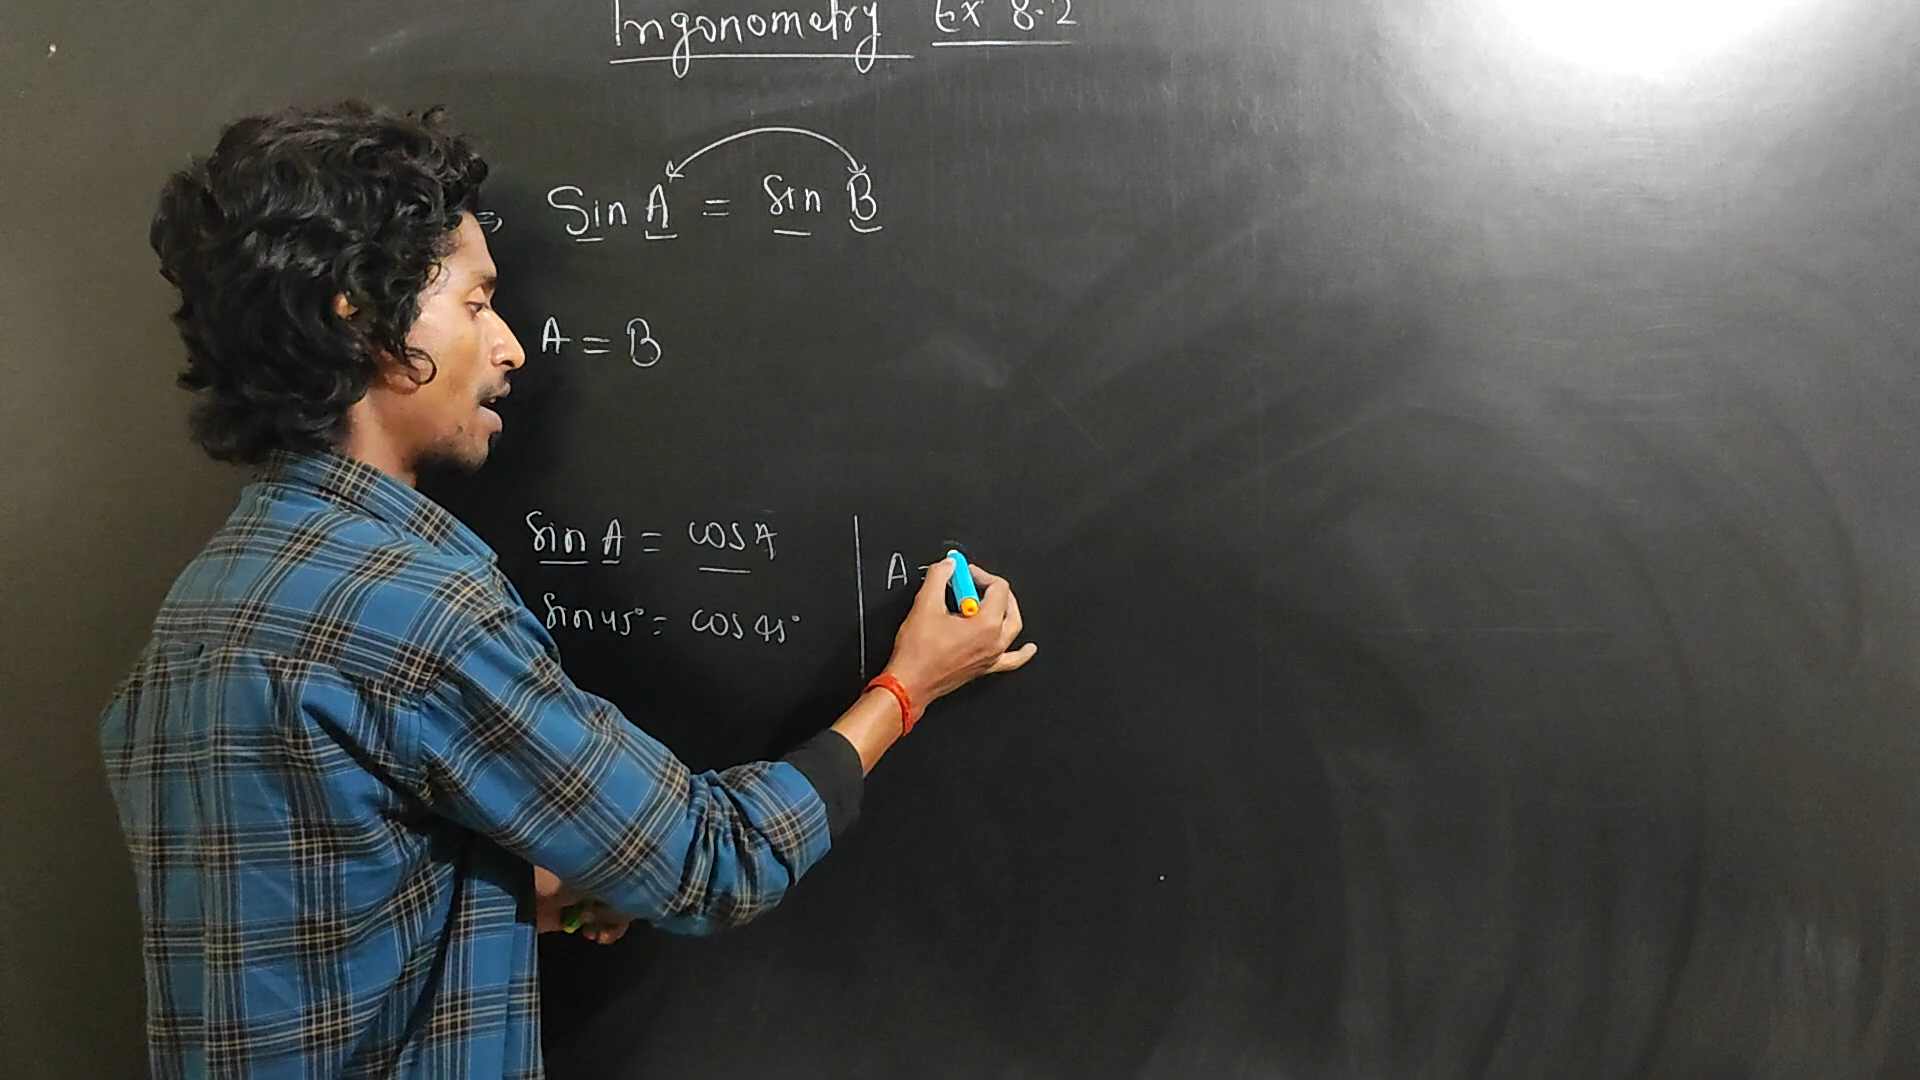 Trigonometry Ex 8.2
⇒ Sin A = Sin B
A = B
Sin A = cos A
Sin 45° = cos 45°
A =